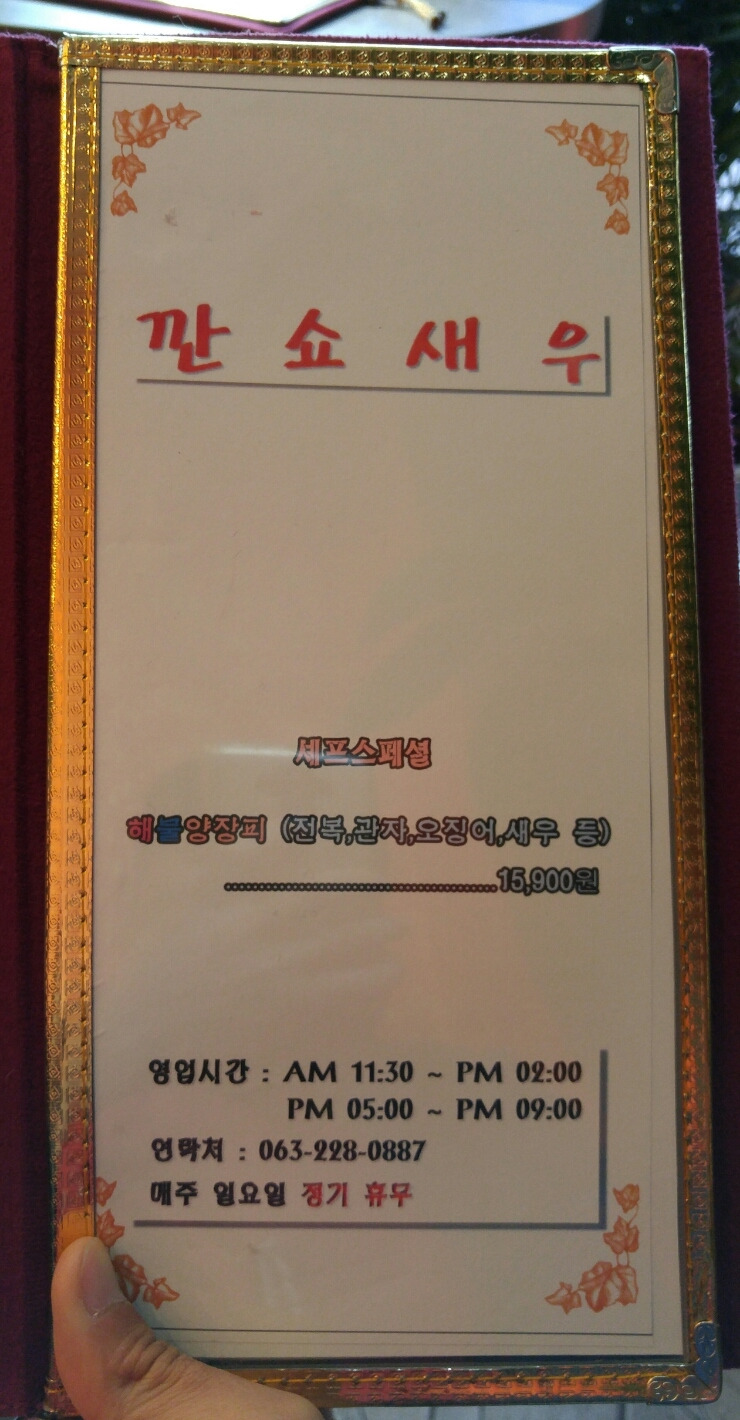 깐쇼새우
셰프스페셜
해물양장피 (전복,관자,오징어,새우 등)
............................................15,900원
영업시간 : AM 11:30 ~ PM 02:00
PM 05:00 ~ PM 09:00
연락처 : 063-228-0887
매주 일요일 정기 휴무